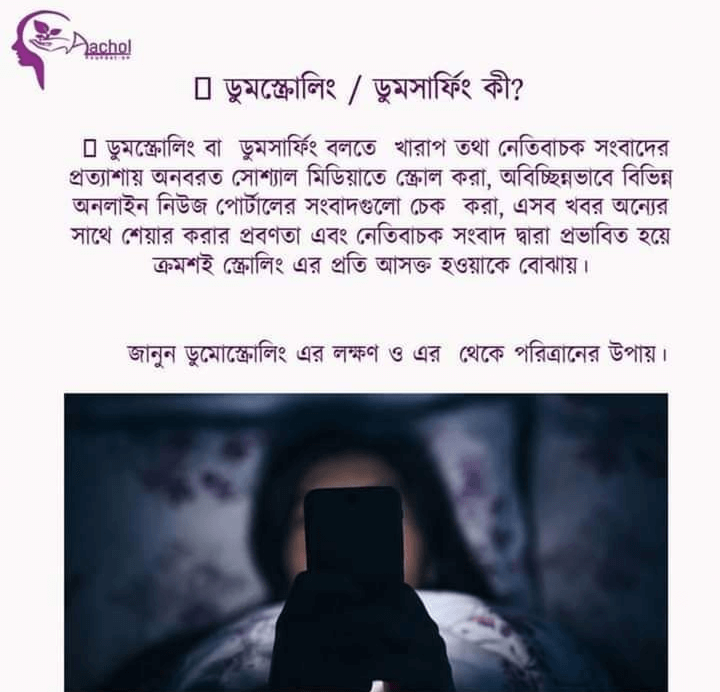 Aachol
FOUNDATION
ডুমস্ক্রোলিং / ডুমসার্ফিং কী?
ডুমস্ক্রোলিং বা ডুমসার্ফিং বলতে খারাপ তথা নেতিবাচক সংবাদের
প্রত্যাশায় অনবরত সোশ্যাল মিডিয়াতে স্ক্রোল করা, অবিচ্ছিন্নভাবে বিভিন্ন
অনলাইন নিউজ পোর্টালের সংবাদগুলো চেক করা, এসব খবর অন্যের
সাথে শেয়ার করার প্রবণতা এবং নেতিবাচক সংবাদ দ্বারা প্রভাবিত হয়ে
ক্রমশই স্ক্রোলিং এর প্রতি আসক্ত হওয়াকে বোঝায়।
জানুন ডুমোস্ক্রোলিং এর লক্ষণ ও এর থেকে পরিত্রানের উপায়।